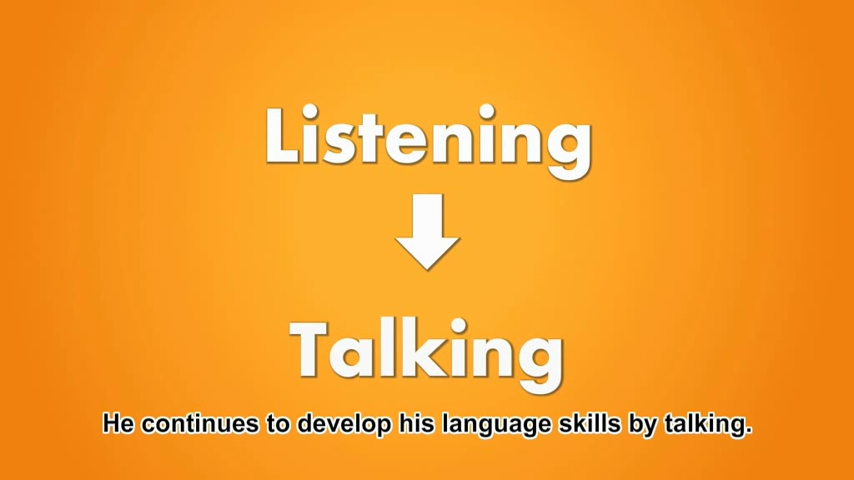 Listening
Talking
He continues to develop his language skills by talking.